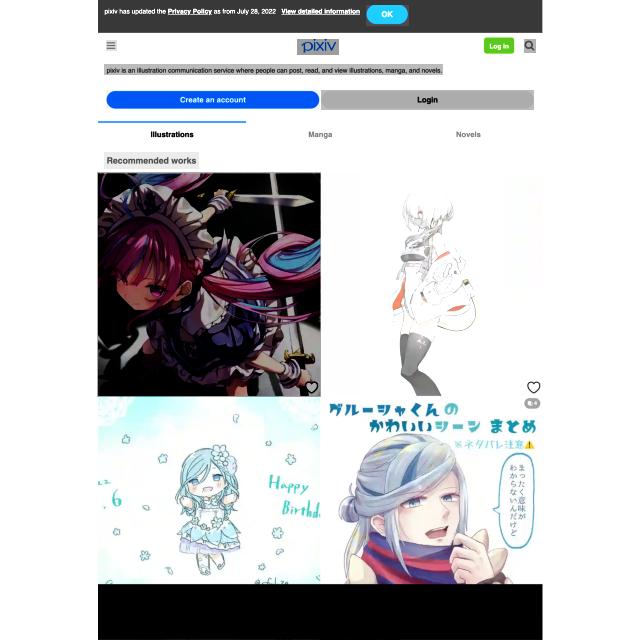 pixiv has updated the Privacy Policy as from July 28, 2022 View detailed information OK
pixiv Log in
pixiv is an illustration communication service where people can post, read, and view illustrations, manga, and novels.
Create an account Login
Illustrations Manga Novels
Recommended works
4
グルーシャくんの
かわいいシーン まとめ
※ネタバレ注意⚠
まったく意味が
わからないんだけど
.6
Happy
Birthd